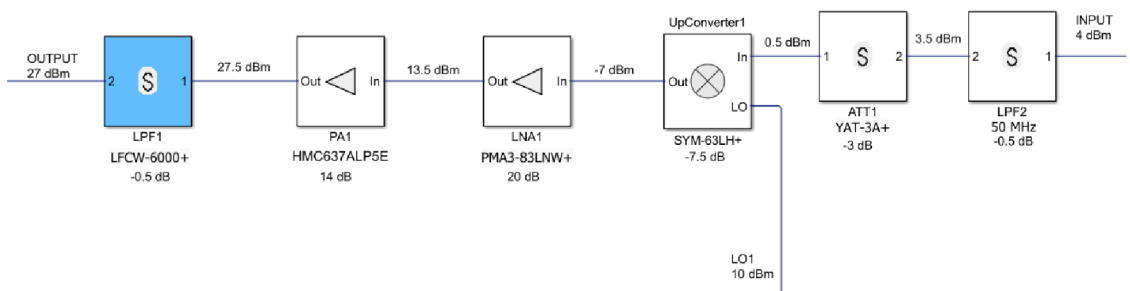 UpConverter1
OUTPUT
27 dBm
2
S
1
LPF1
LFCW-6000+
-0.5 dB
27.5 dBm
Out
In
PA1
HMC637ALP5E
14 dB
13.5 dBm
Out
In
LNA1
PMA3-83LNW+
20 dB
-7 dBm
Out
In
LO
SYM-63LH+
-7.5 dB
0.5 dBm
1
S
2
ATT1
YAT-3A+
-3 dB
3.5 dBm
2
S
1
LPF2
50 MHz
-0.5 dB
INPUT
4 dBm
LO1
10 dBm